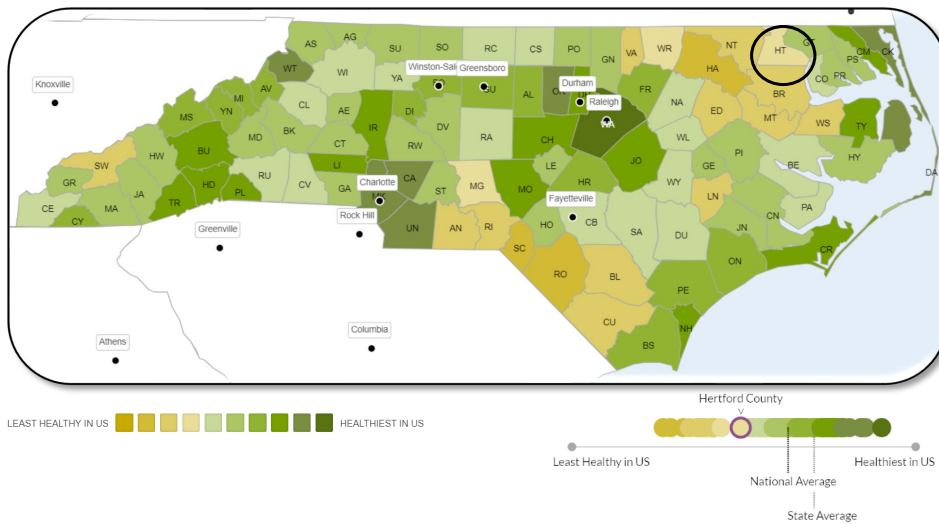 AS AG SU SO RC CS PO GN VA WR NT HT GT CM CK PS
WT WI YA Winston-Sale Greensboro Durham HA CO PR
Knoxville
AV GU AL Raleigh FR BR
MI CL AE DI NA ED MT WS TY
MS YN IR WA
MD BK DV RA CH JO WL PI BE HY
BU CT RW
SW HW LI LE GE
GR RU CV GA Charlotte CA ST MG MO HR WY LN DA
JA HD PL
CE MA TR Fayetteville PA
CY Rock Hill HO CB CN
Greenville UN AN RI SA DU JN
SC CR
RO BL ON
PE
Columbia CU NH
Athens BS
Hertford County
LEAST HEALTHY IN US HEALTHIEST IN US
Least Healthy in US Healthiest in US
National Average
State Average